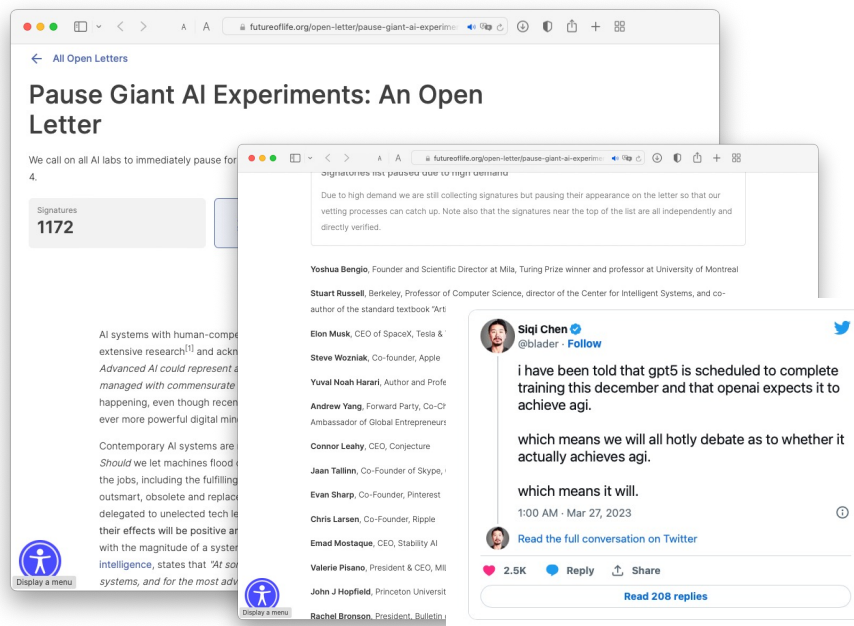 A A futureoflife.org/open-letter/pause-giant-ai-experime
All Open Letters
Pause Giant AI Experiments: An Open
Letter
We call on all AI labs to immediately pause for
4.
Signatures
1172
AI systems with human-compe
extensive research[1] and ackn
Advanced AI could represent a
managed with commensurate
happening, even though recen
ever more powerful digital min
Contemporary AI systems are
Should we let machines flood
the jobs, including the fulfilling
outsmart, obsolete and replace
delegated to unelected tech le
their effects will be positive an
with the magnitude of a syster
intelligence, states that "At sor
systems, and for the most adv
Display a menu
A A futureoflife.org/open-letter/pause-giant-ai-experime
Signatories list paused due to high demand
Due to high demand we are still collecting signatures but pausing their appearance on the letter so that our
vetting processes can catch up. Note also that the signatures near the top of the list are all independently and
directly verified.
Yoshua Bengio, Founder and Scientific Director at Mila, Turing Prize winner and professor at University of Montreal
Stuart Russell, Berkeley, Professor of Computer Science, director of the Center for Intelligent Systems, and co-
author of the standard textbook "Arti
Elon Musk, CEO of SpaceX, Tesla &
Steve Wozniak, Co-founder, Apple
Yuval Noah Harari, Author and Profe
Andrew Yang, Forward Party, Co-Ch
Ambassador of Global Entrepreneurs
Connor Leahy, CEO, Conjecture
Jaan Tallinn, Co-Founder of Skype,
Evan Sharp, Co-Founder, Pinterest
Chris Larsen, Co-Founder, Ripple
Emad Mostaque, CEO, Stability AI
Valerie Pisano, President & CEO, MIL
John J Hopfield, Princeton Universit
Rachel Bronson, President, Bulletin
Display a menu
Siqi Chen
@blader · Follow
i have been told that gpt5 is scheduled to complete
training this december and that openai expects it to
achieve agi.
which means we will all hotly debate as to whether it
actually achieves agi.
which means it will.
1:00 AM · Mar 27, 2023
Read the full conversation on Twitter
2.5K Reply Share
Read 208 replies